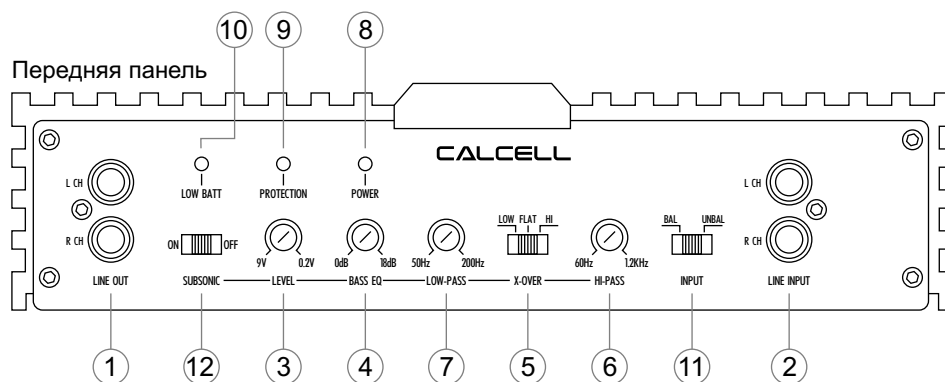 10 9 8
Передняя панель
CALCELL
L CH
LOW BATT PROTECTION POWER
L CH
R CH
ON OFF
9V 0.2V
0dB 18dB
50Hz 200Hz
LOW FLAT HI
60Hz 1.2KHz
BAL UNBAL
R CH
LINE OUT SUBSONIC LEVEL BASS EQ LOW-PASS X-OVER HI-PASS INPUT LINE INPUT
1 12 3 4 7 5 6 11 2